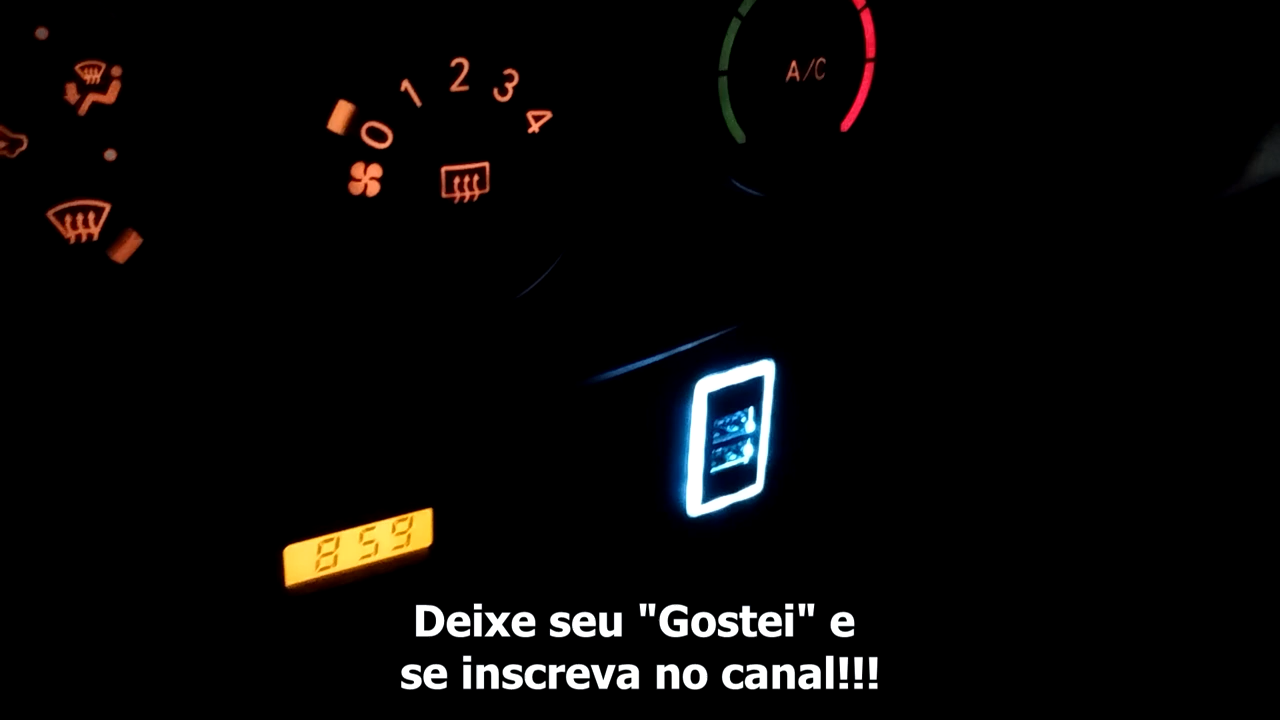 0 1 2 3 4
A/C
859
Deixe seu "Gostei" e
se inscreva no canal!!!